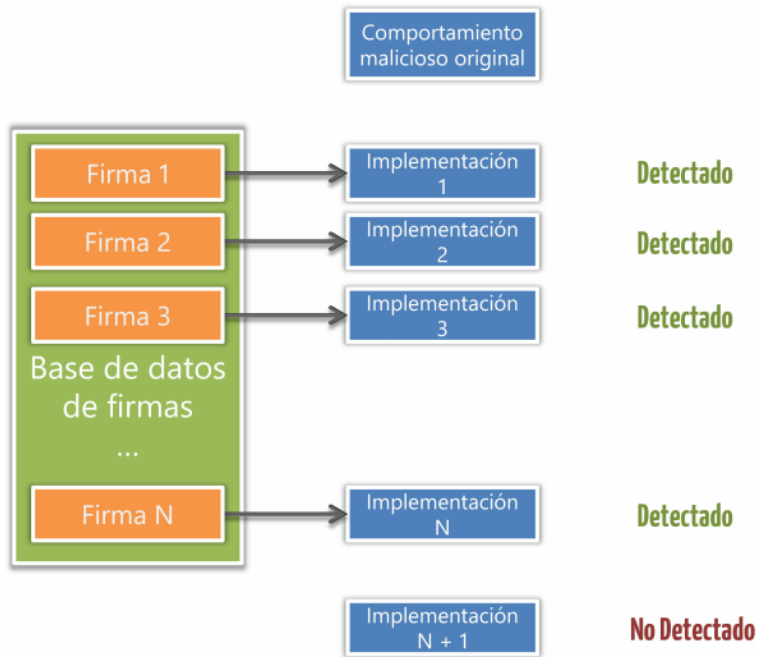 Comportamiento
malicioso original
Firma 1
Implementación
1
Detectado
Firma 2
Implementación
2
Detectado
Firma 3
Implementación
3
Detectado
Base de datos
de firmas
...
Firma N
Implementación
N
Detectado
Implementación
N + 1
No Detectado